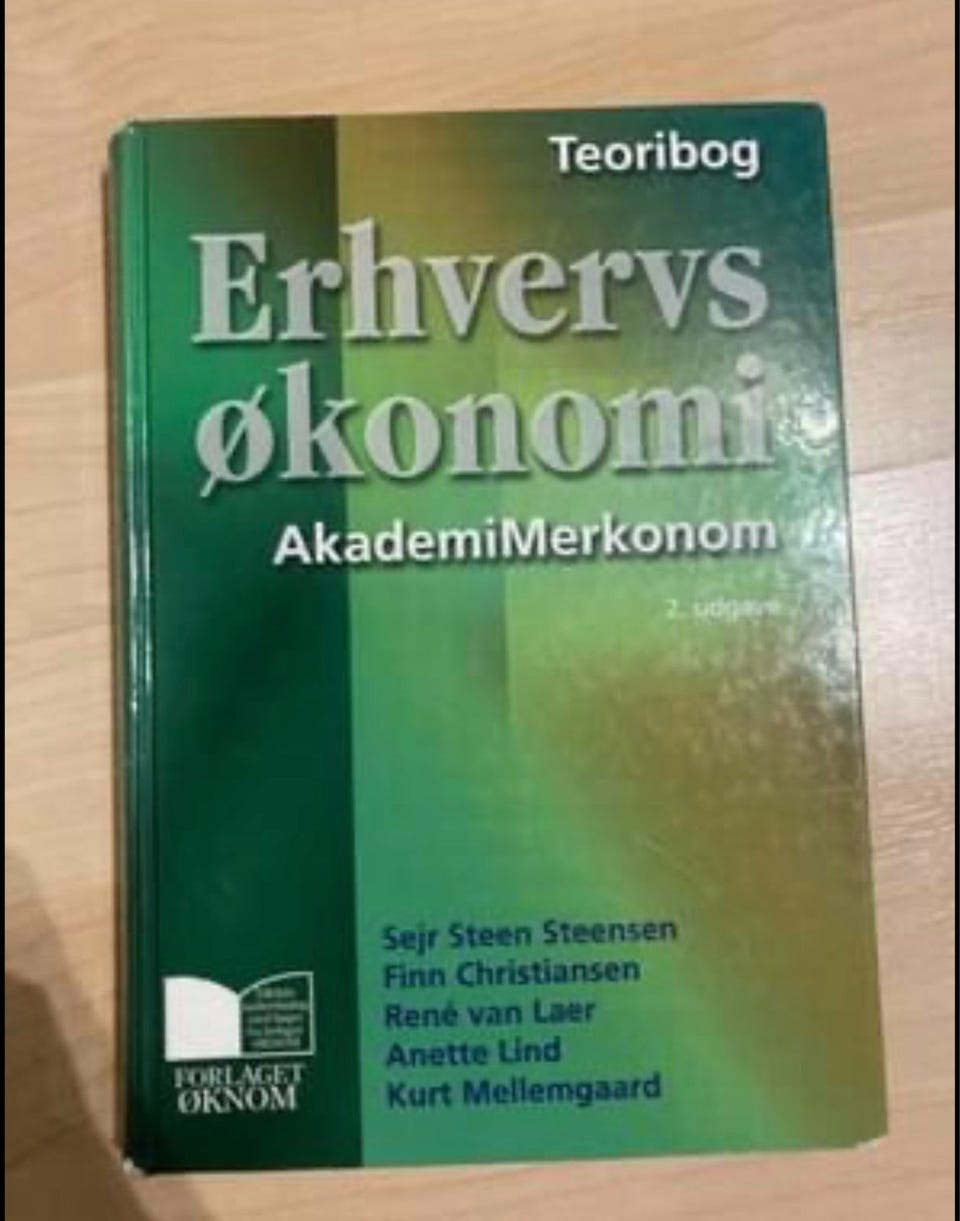 Teoribog
Erhvervs
økonomi
AkademiMerkonom
2. udgave
Sejr Steen Steensen
Finn Christiansen
René van Laer
Anette Lind
Kurt Mellemgaard
FORLAGET
ØKNOM